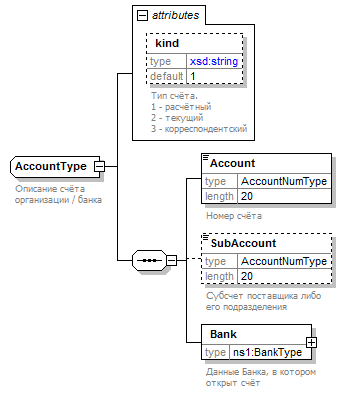 attributes
kind
type xsd:string
default 1
Тип счёта.
1 - расчётный
2 - текущий
3 - корреспондентский
AccountType
Описание счёта
организации / банка
Account
type AccountNumType
length 20
Номер счёта
SubAccount
type AccountNumType
length 20
Субсчет поставщика либо
его подразделения
Bank
type ns1:BankType
Данные Банка, в котором
открыт счёт